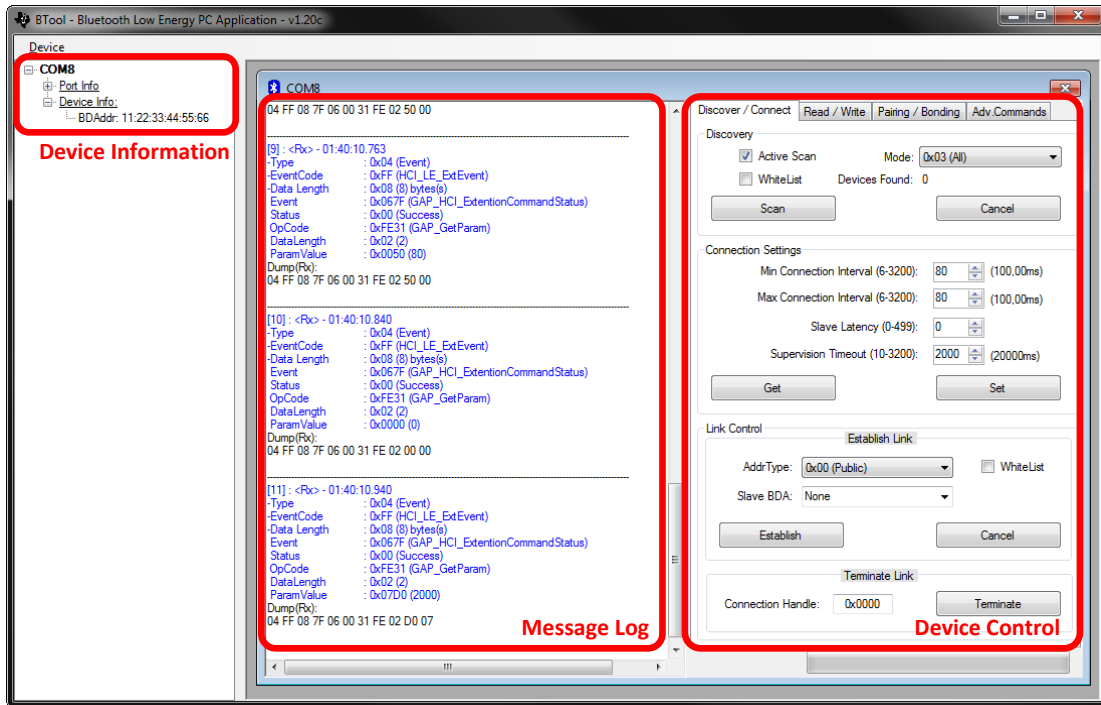 BTool - Bluetooth Low Energy PC Application - v1.20c
Device
COM8
Port Info
Device Info:
BDAddr: 11:22:33:44:55:66
Device Information
COM8
04 FF 08 7F 06 00 31 FE 02 50 00
[9] : <Rx> - 01:40:10.763
-Type : 0x04 (Event)
-EventCode : 0xFF (HCI_LE_ExtEvent)
-Data Length : 0x08 (8) bytes(s)
Event : 0x067F (GAP_HCI_ExtentionCommandStatus)
Status : 0x00 (Success)
OpCode : 0xFE31 (GAP_GetParam)
DataLength : 0x02 (2)
ParamValue : 0x0050 (80)
Dump(Rx):
04 FF 08 7F 06 00 31 FE 02 50 00
[10] : <Rx> - 01:40:10.840
-Type : 0x04 (Event)
-EventCode : 0xFF (HCI_LE_ExtEvent)
-Data Length : 0x08 (8) bytes(s)
Event : 0x067F (GAP_HCI_ExtentionCommandStatus)
Status : 0x00 (Success)
OpCode : 0xFE31 (GAP_GetParam)
DataLength : 0x02 (2)
ParamValue : 0x0000 (0)
Dump(Rx):
04 FF 08 7F 06 00 31 FE 02 00 00
[11] : <Rx> - 01:40:10.940
-Type : 0x04 (Event)
-EventCode : 0xFF (HCI_LE_ExtEvent)
-Data Length : 0x08 (8) bytes(s)
Event : 0x067F (GAP_HCI_ExtentionCommandStatus)
Status : 0x00 (Success)
OpCode : 0xFE31 (GAP_GetParam)
DataLength : 0x02 (2)
ParamValue : 0x07D0 (2000)
Dump(Rx):
04 FF 08 7F 06 00 31 FE 02 D0 07
Message Log
Discover / Connect Read / Write Pairing / Bonding Adv.Commands
Discovery
Active Scan Mode: 0x03 (All)
WhiteList Devices Found: 0
Scan Cancel
Connection Settings
Min Connection Interval (6-3200): 80 (100,00ms)
Max Connection Interval (6-3200): 80 (100,00ms)
Slave Latency (0-499): 0
Supervision Timeout (10-3200): 2000 (20000ms)
Get Set
Link Control
Establish Link
AddrType: 0x00 (Public) WhiteList
Slave BDA: None
Establish Cancel
Terminate Link
Connection Handle: 0x0000 Terminate
Device Control